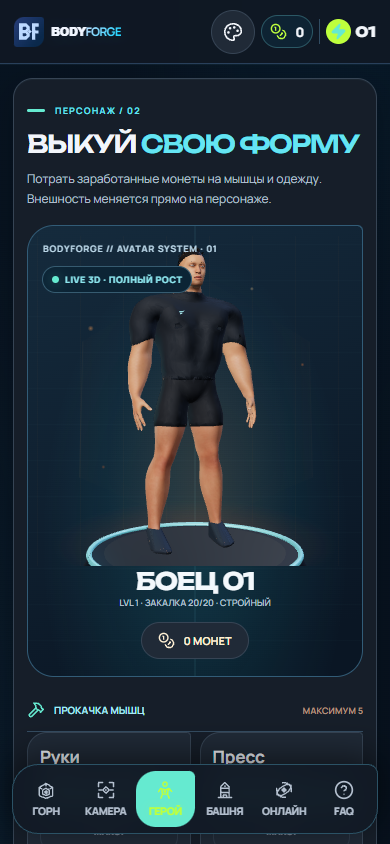 BF BODYFORGE 0 01
ПЕРСОНАЖ / 02
ВЫКУЙ СВОЮ ФОРМУ
Потрать заработанные монеты на мышцы и одежду.
Внешность меняется прямо на персонаже.
BODYFORGE // AVATAR SYSTEM · 01
LIVE 3D · ПОЛНЫЙ РОСТ
БОЕЦ 01
LVL 1 · ЗАКАЛКА 20/20 · СТРОЙНЫЙ
0 МОНЕТ
ПРОКАЧКА МЫШЦ МАКСИМУМ 5
Руки Пресс
ГОРН КАМЕРА ГЕРОЙ БАШНЯ ОНЛАЙН FAQ